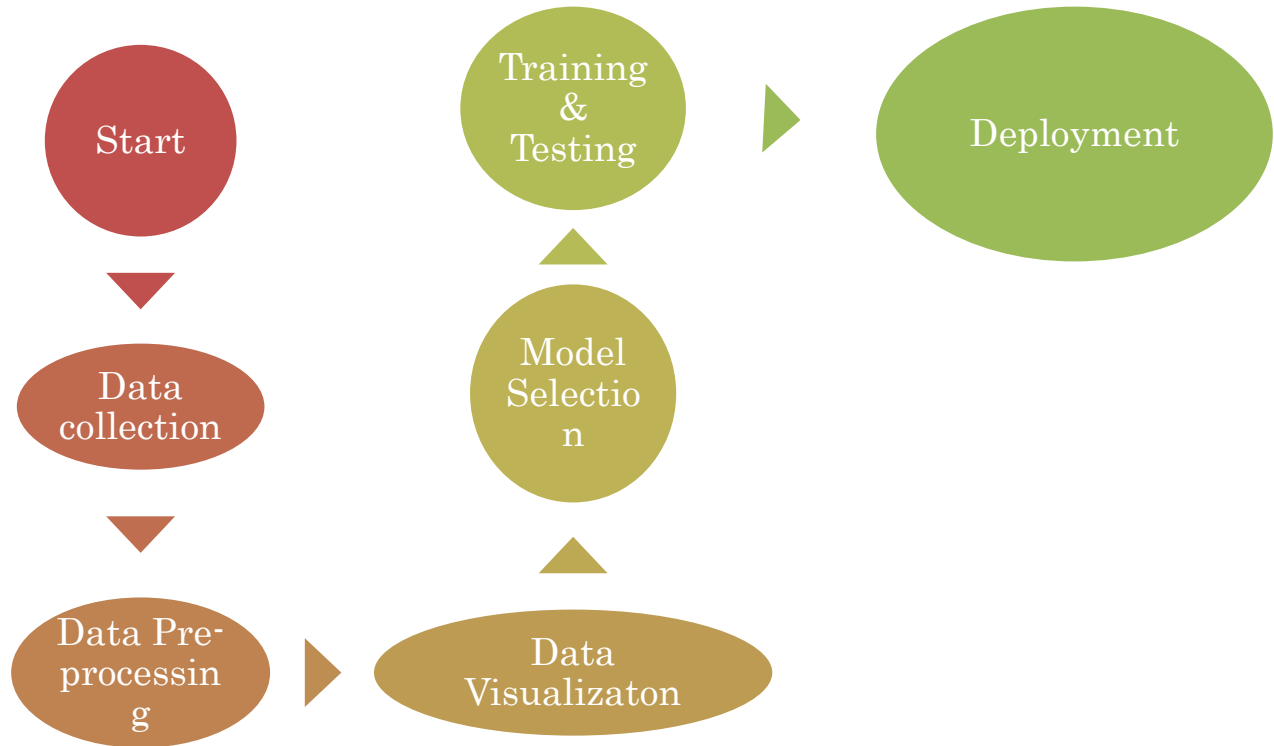 Start
Data
collection
Data Pre-
processin
g
Data
Visualizaton
Model
Selectio
n
Training
&
Testing
Deployment